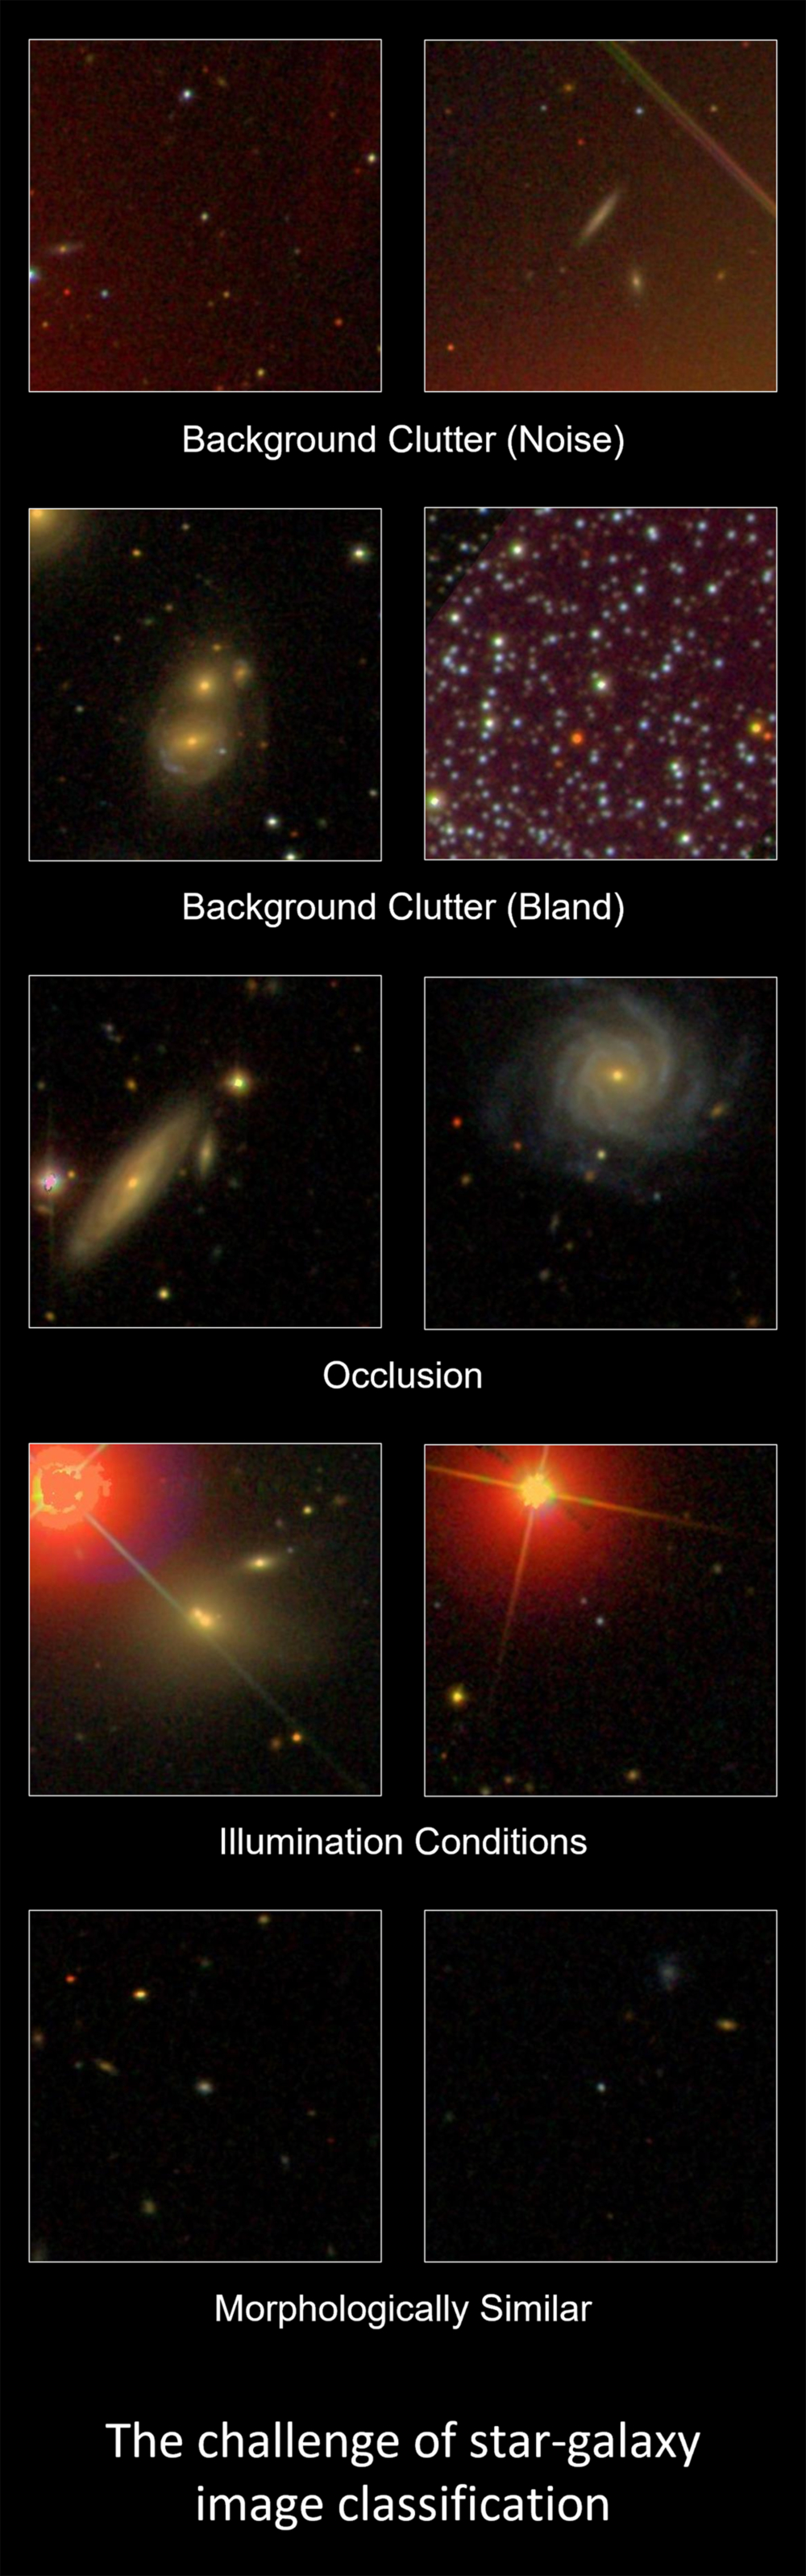 Background Clutter (Noise)
Background Clutter (Bland)
Occlusion
Illumination Conditions
Morphologically Similar
The challenge of star-galaxy
image classification